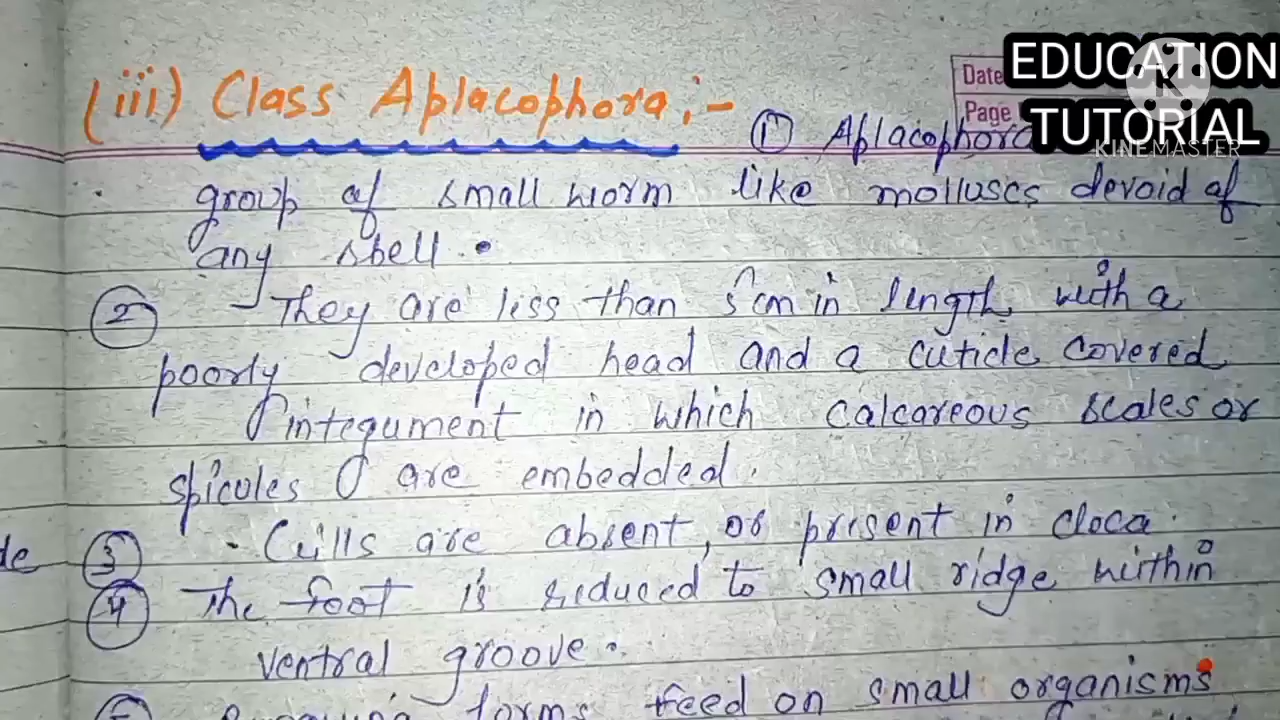 EDUCATION
TUTORIAL
KINEMASTER
Date
Page
(iii) Class Aplacophora :-
① Aplacophora
group of small worm like molluscs devoid of
any shell.
② They are less than 5cm in length with a
poorly developed head and a cuticle covered
integument in which calcareous scales or
spicules are embedded.
de
③ Gills are absent, or present in cloca.
④ The foot is reduced to small ridge within
ventral groove.
forms feed on small organisms